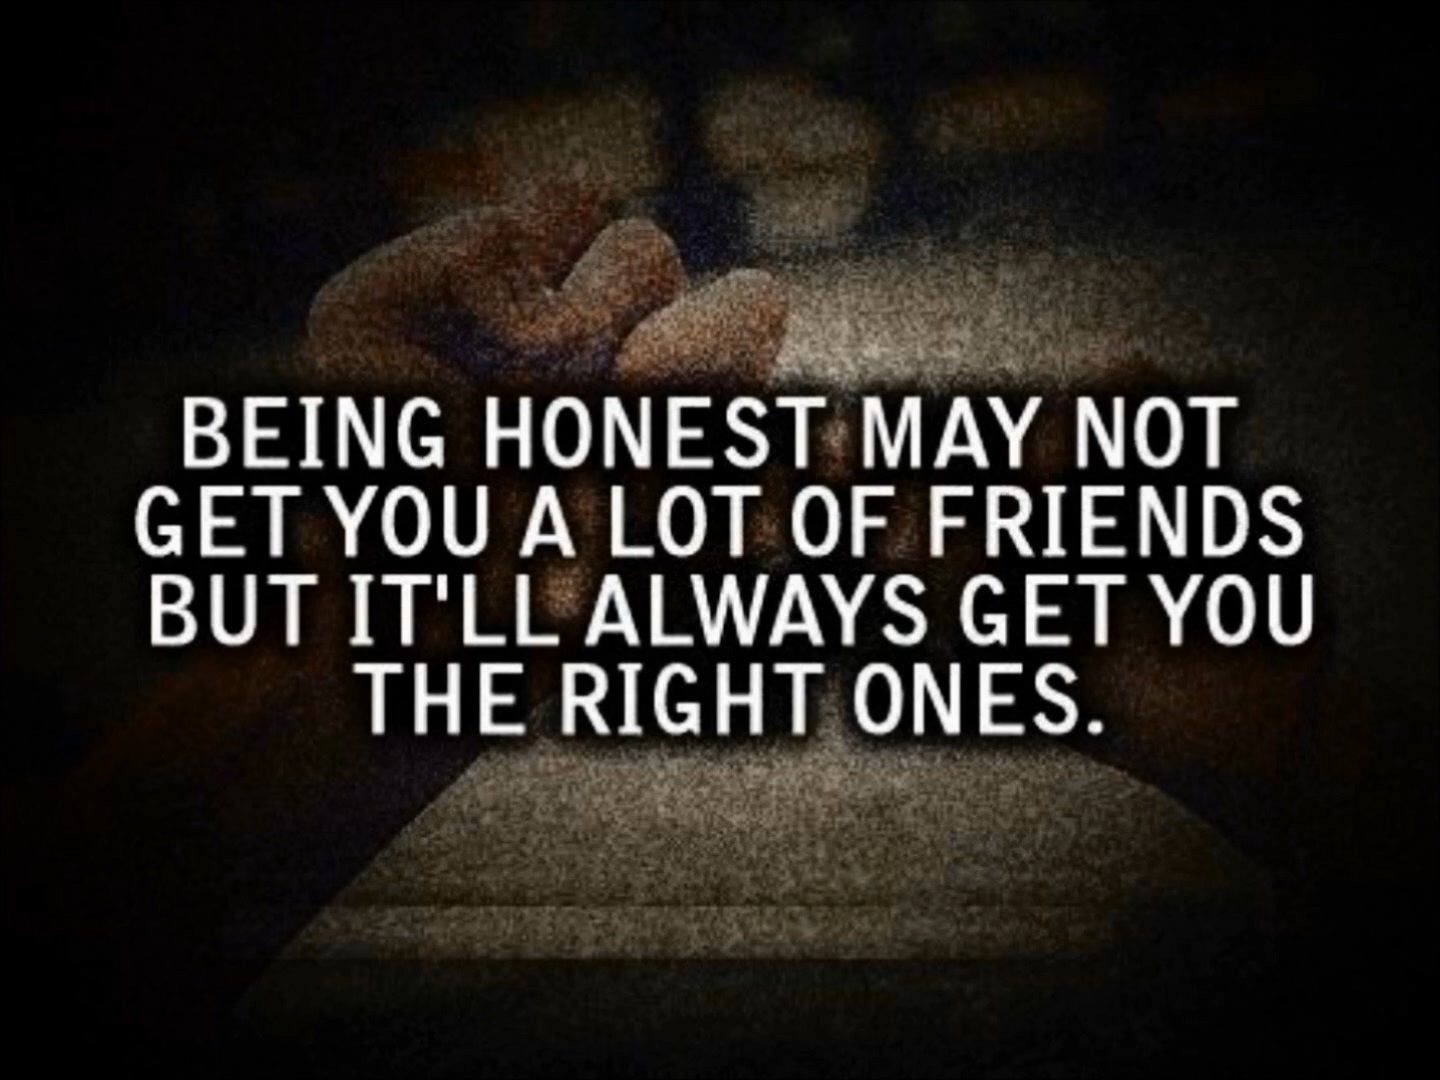 BEING HONEST MAY NOT
GET YOU A LOT OF FRIENDS
BUT IT'LL ALWAYS GET YOU
THE RIGHT ONES.